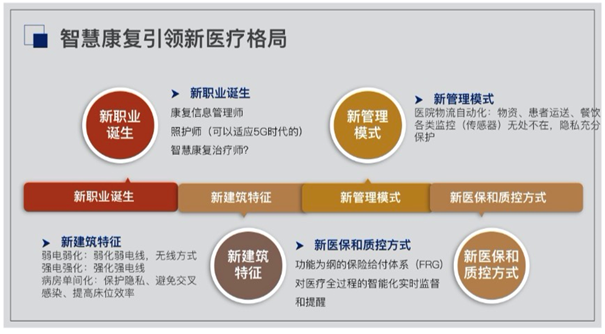 智慧康复引领新医疗格局
新职业
诞生
新职业诞生
康复信息管理师
照护师（可以适应5G时代的）
智慧康复治疗师?
新管理
模式
新管理模式
医院物流自动化：物资、患者运送、餐饮
各类监控（传感器）无处不在，隐私充分
保护
新职业诞生
新建筑特征
新管理模式
新医保和质控方式
新建筑特征
弱电弱化：弱化弱电线，无线方式
强电强化：强化强电线
病房单间化：保护隐私、避免交叉
感染、提高床位效率
新建筑
特征
新医保和质控方式
功能为纲的保险给付体系（FRG）
对医疗全过程的智能化实时监督
和提醒
新医保和
质控方式